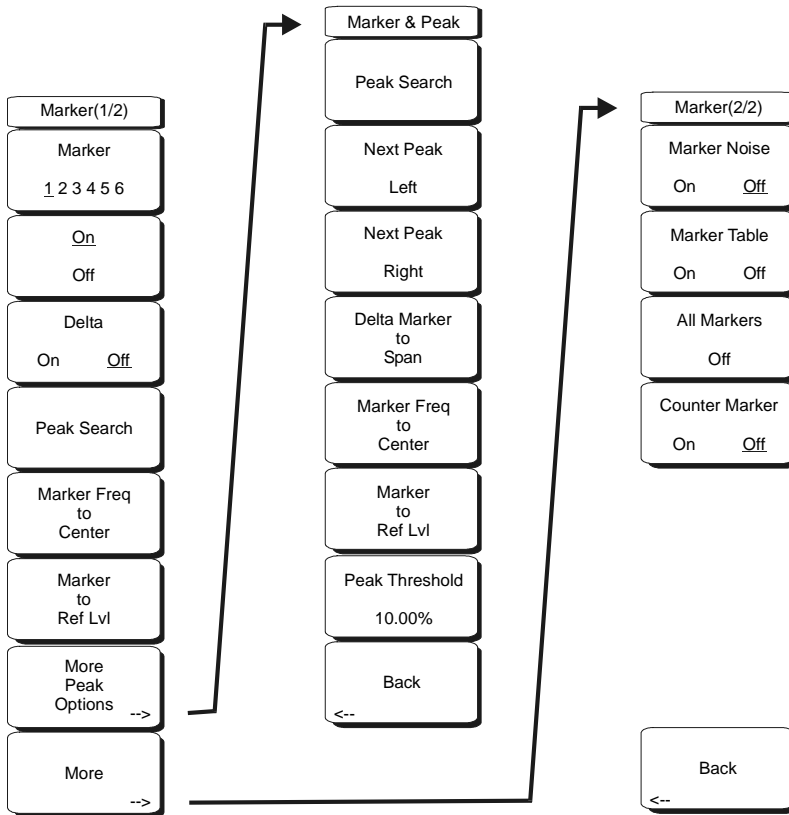 Marker(1/2)
Marker
1 2 3 4 5 6
On
Off
Delta
On Off
Peak Search
Marker Freq
to
Center
Marker
to
Ref Lvl
More
Peak
Options
-->
More
-->
Marker & Peak
Peak Search
Next Peak
Left
Next Peak
Right
Delta Marker
to
Span
Marker Freq
to
Center
Marker
to
Ref Lvl
Peak Threshold
10.00%
Back
<--
Marker(2/2)
Marker Noise
On Off
Marker Table
On Off
All Markers
Off
Counter Marker
On Off
Back
<--